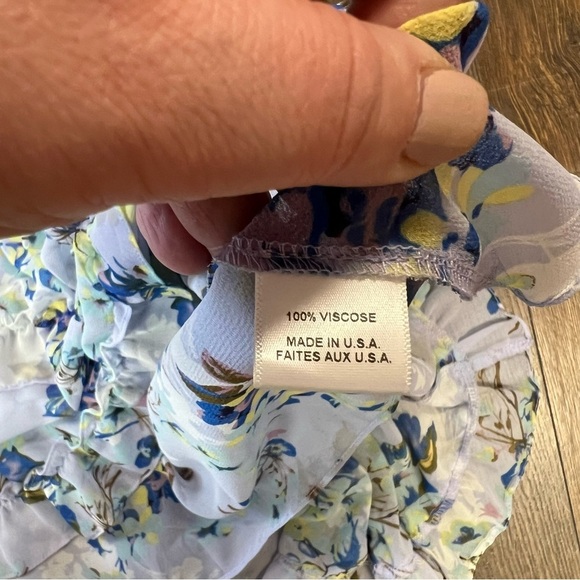 100% VISCOSE
MADE IN U.S.A.
FAITES AUX U.S.A.